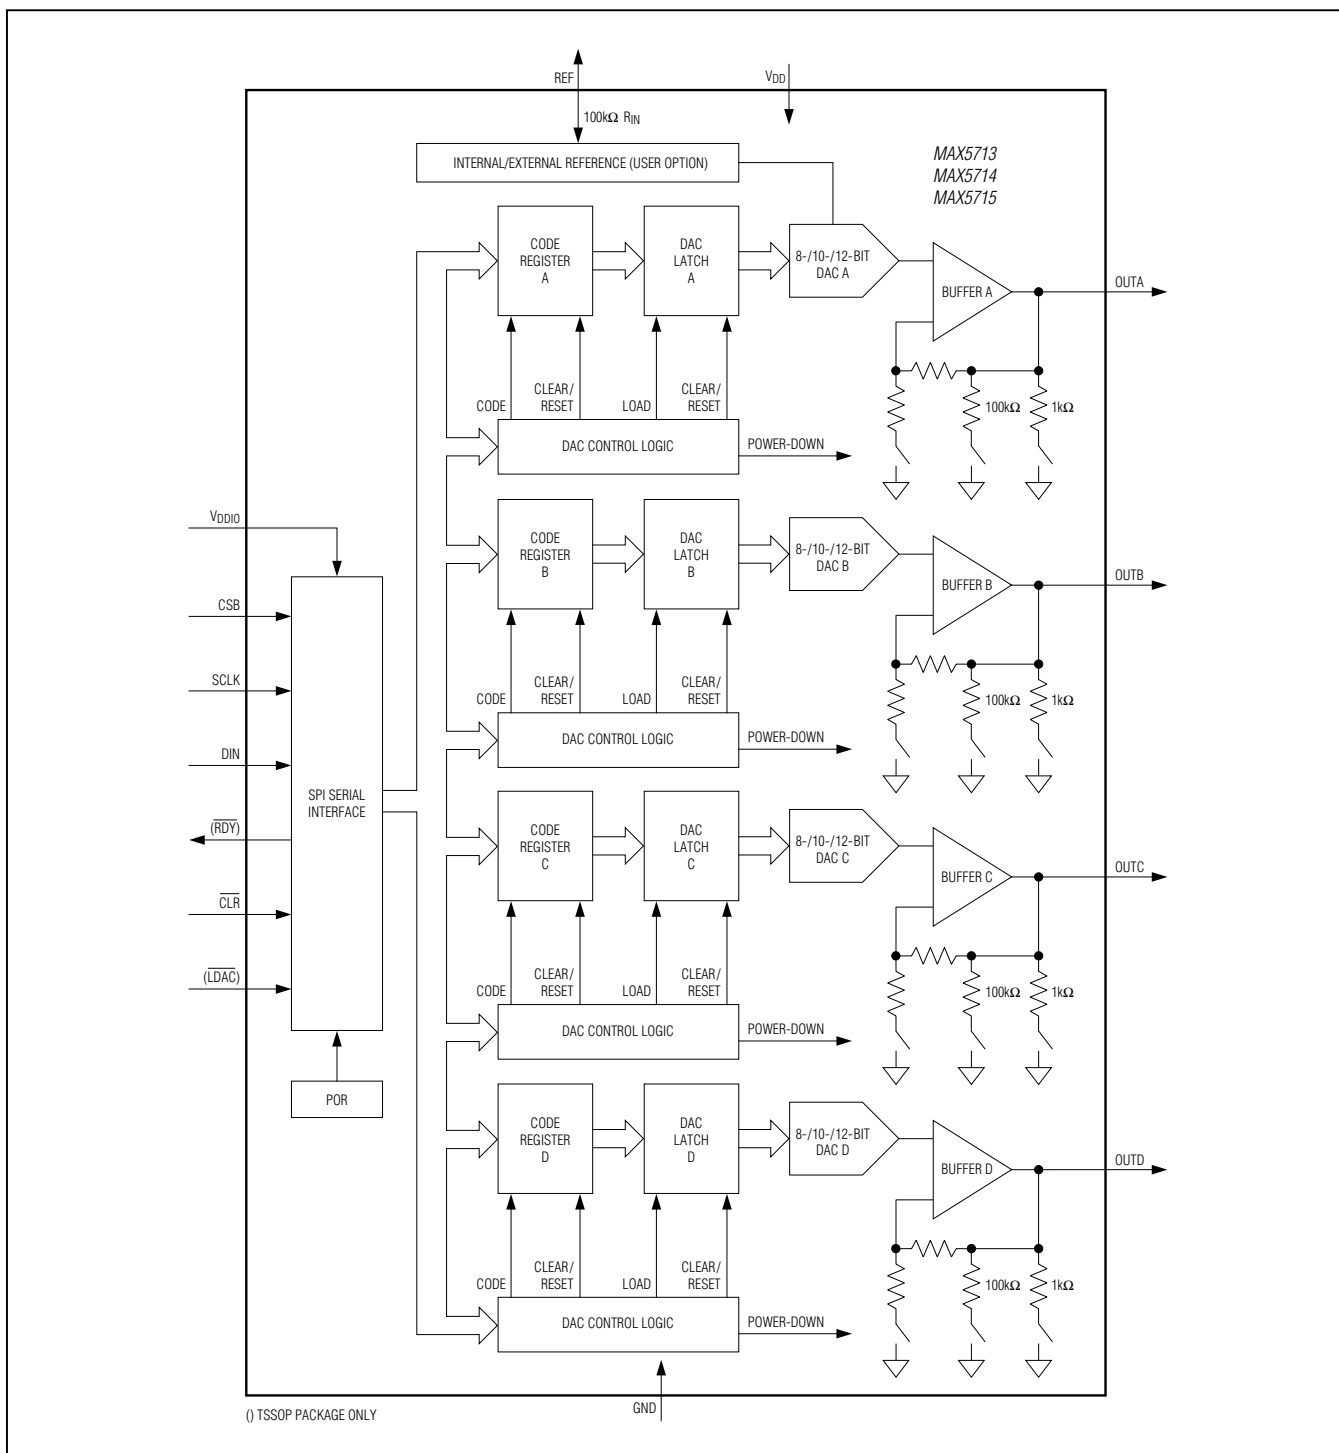 REF
VDD
100kΩ RIN
INTERNAL/EXTERNAL REFERENCE (USER OPTION)
MAX5713
MAX5714
MAX5715
CODE
REGISTER
A
DAC
LATCH
A
8-/10-/12-BIT
DAC A
BUFFER A
OUTA
CODE
CLEAR/
RESET
LOAD
CLEAR/
RESET
100kΩ
1kΩ
DAC CONTROL LOGIC
POWER-DOWN
VDDIO
CSB
SCLK
DIN
(RDY)
CLR
(LDAC)
SPI SERIAL
INTERFACE
POR
CODE
REGISTER
B
DAC
LATCH
B
8-/10-/12-BIT
DAC B
BUFFER B
OUTB
CODE
CLEAR/
RESET
LOAD
CLEAR/
RESET
100kΩ
1kΩ
DAC CONTROL LOGIC
POWER-DOWN
CODE
REGISTER
C
DAC
LATCH
C
8-/10-/12-BIT
DAC C
BUFFER C
OUTC
CODE
CLEAR/
RESET
LOAD
CLEAR/
RESET
100kΩ
1kΩ
DAC CONTROL LOGIC
POWER-DOWN
CODE
REGISTER
D
DAC
LATCH
D
8-/10-/12-BIT
DAC D
BUFFER D
OUTD
CODE
CLEAR/
RESET
LOAD
CLEAR/
RESET
100kΩ
1kΩ
DAC CONTROL LOGIC
POWER-DOWN
GND
() TSSOP PACKAGE ONLY